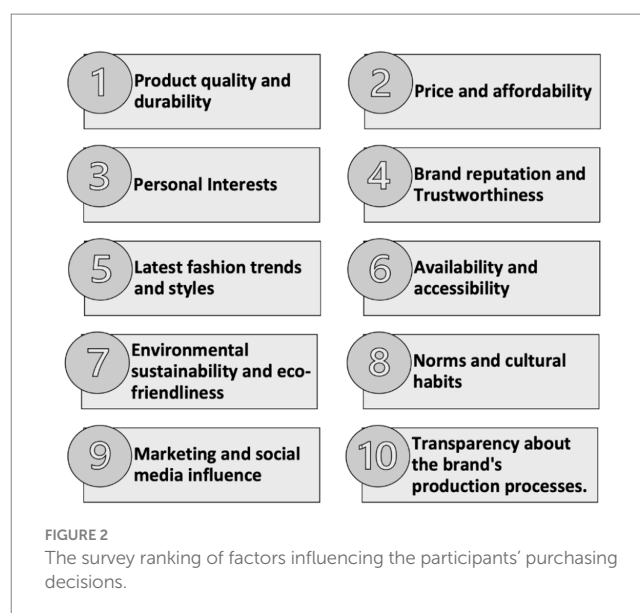 1
Product quality and
durability
2
Price and affordability
3
Personal Interests
4
Brand reputation and
Trustworthiness
5
Latest fashion trends
and styles
6
Availability and
accessibility
7
Environmental
sustainability and eco-
friendliness
8
Norms and cultural
habits
9
Marketing and social
media influence
10
Transparency about
the brand's
production processes.
FIGURE 2
The survey ranking of factors influencing the participants’ purchasing
decisions.